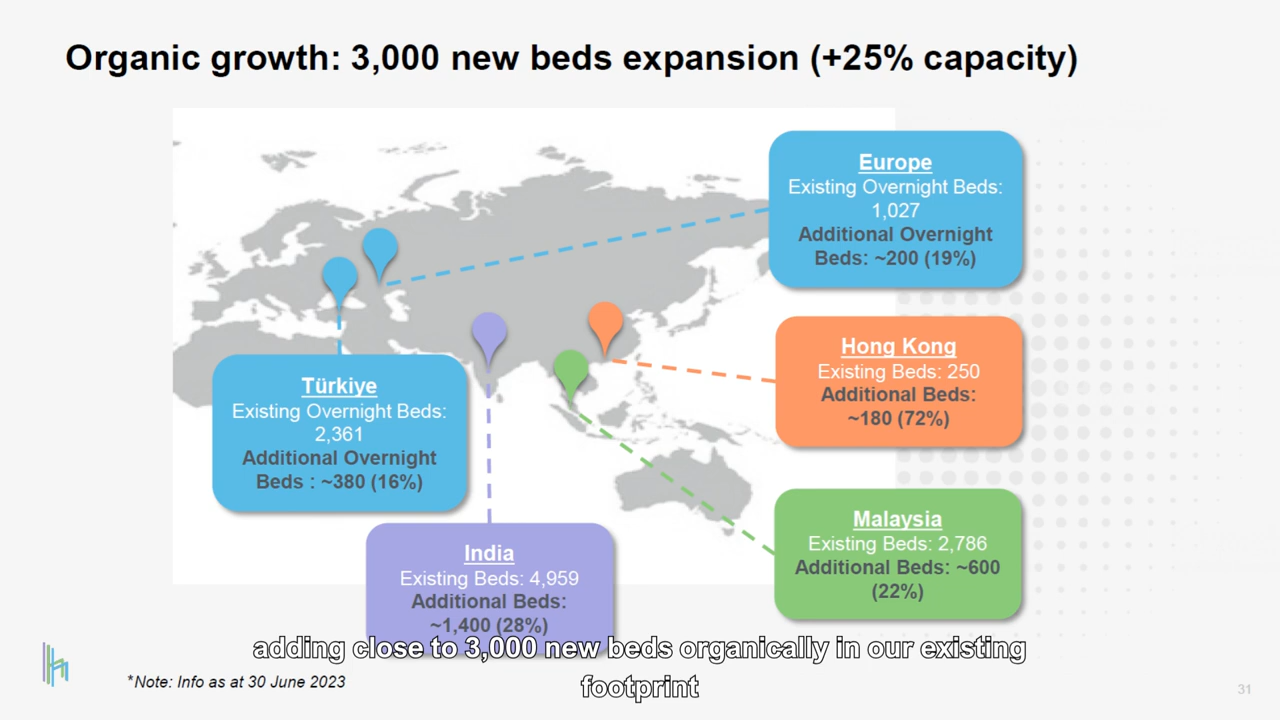 Organic growth: 3,000 new beds expansion (+25% capacity)
Europe
Existing Overnight Beds:
1,027
Additional Overnight
Beds: ~200 (19%)
Hong Kong
Existing Beds: 250
Additional Beds:
~180 (72%)
Türkiye
Existing Overnight Beds:
2,361
Additional Overnight
Beds : ~380 (16%)
Malaysia
Existing Beds: 2,786
Additional Beds: ~600
(22%)
India
Existing Beds: 4,959
Additional Beds:
~1,400 (28%)
adding close to 3,000 new beds organically in our existing
footprint
*Note: Info as at 30 June 2023
31